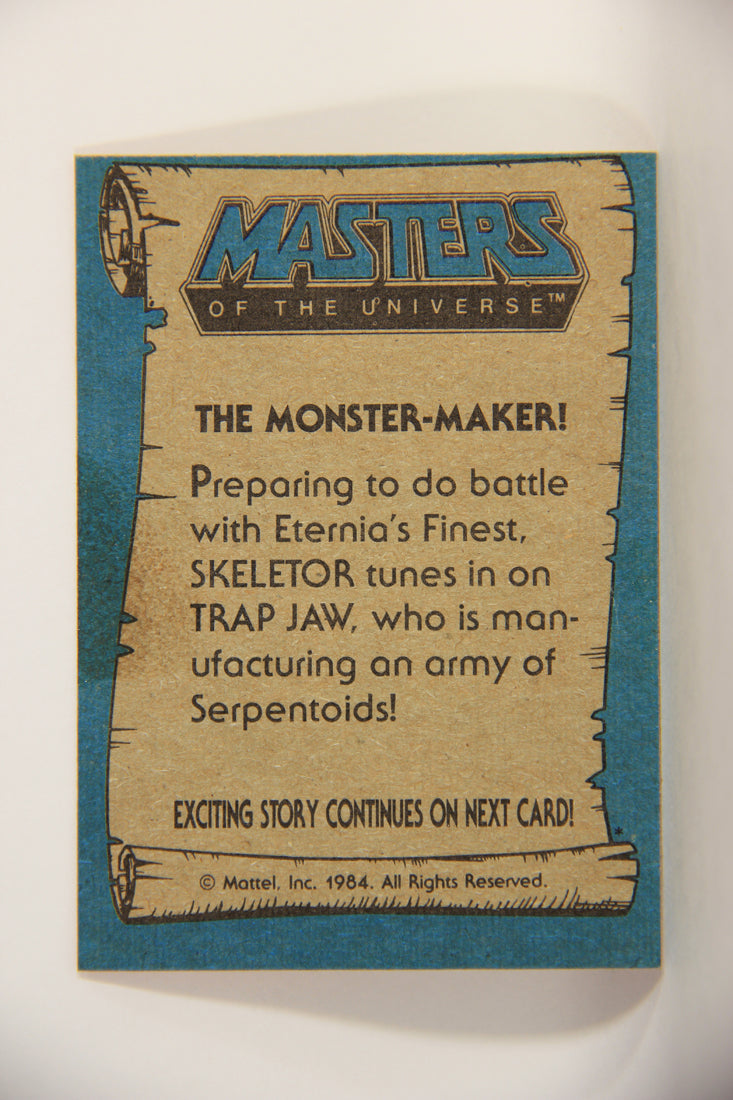 MASTERS
OF THE UNIVERSE™
THE MONSTER-MAKER!
Preparing to do battle
with Eternia's Finest,
SKELETOR tunes in on
TRAP JAW, who is man-
ufacturing an army of
Serpentoids!
EXCITING STORY CONTINUES ON NEXT CARD!
*
© Mattel, Inc. 1984. All Rights Reserved.